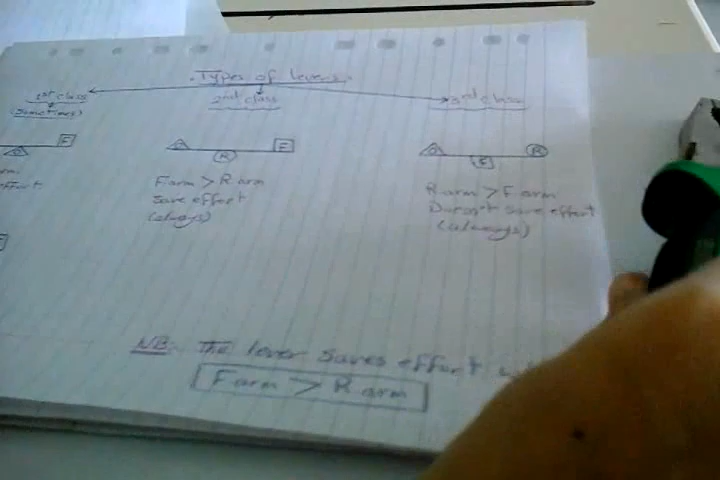 Types of levers.
1st class
2nd class
3rd class
(sometimes)
F
R
F
F
R
F arm > R arm
save effort
(always)
R arm > F arm
Doesn't save effort
(always)
NB: The lever saves effort
F arm > R arm